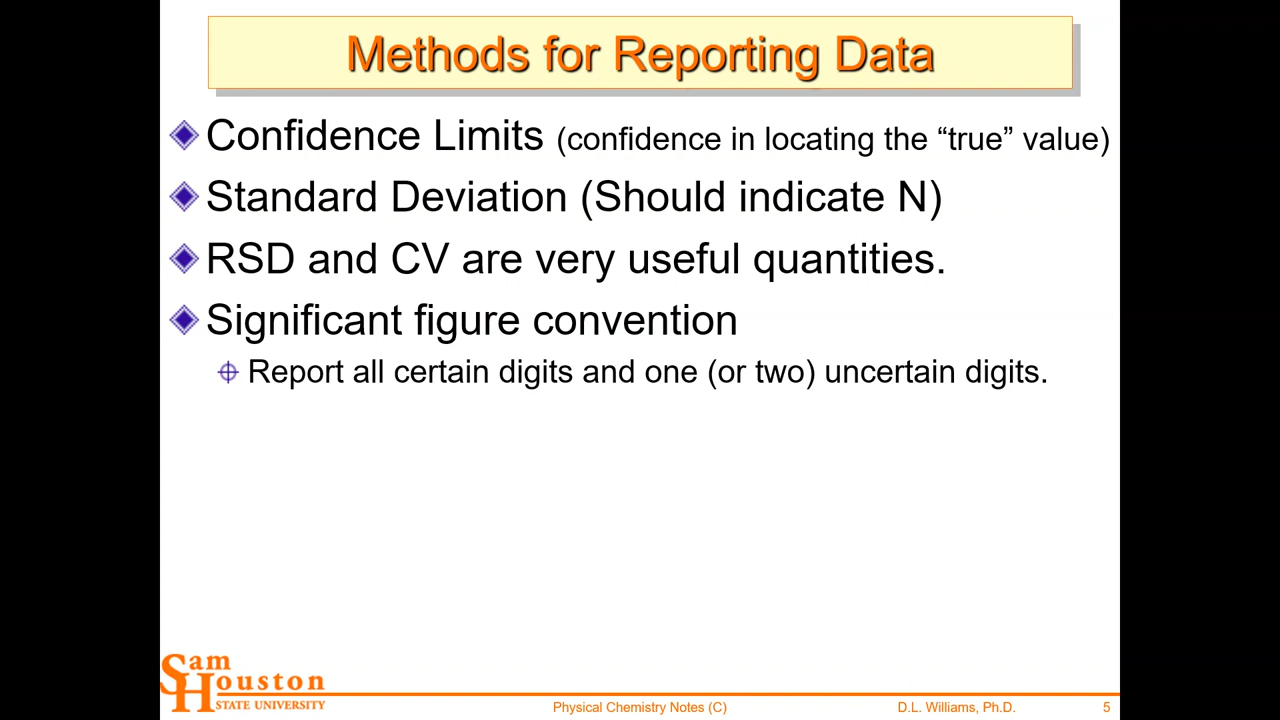 Methods for Reporting Data
Confidence Limits (confidence in locating the “true” value)
Standard Deviation (Should indicate N)
RSD and CV are very useful quantities.
Significant figure convention
Report all certain digits and one (or two) uncertain digits.
Sam
Houston
STATE UNIVERSITY
Physical Chemistry Notes (C)
D.L. Williams, Ph.D.
5